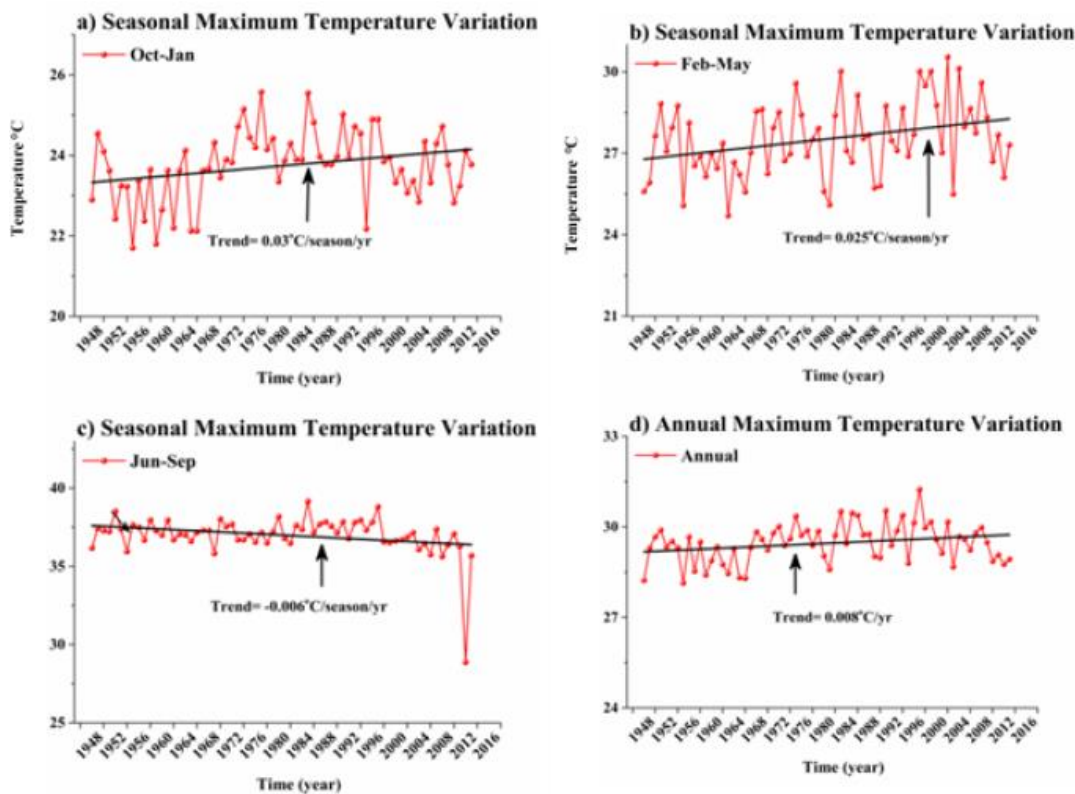 a) Seasonal Maximum Temperature Variation
Oct-Jan
26
24
22
20
Temperature °C
1948 1952 1956 1960 1964 1968 1972 1976 1980 1984 1988 1992 1996 2000 2004 2008 2012 2016
Time (year)
Trend= 0.03°C/season/yr
b) Seasonal Maximum Temperature Variation
Feb-May
30
27
24
21
Temperature °C
1948 1952 1956 1960 1964 1968 1972 1976 1980 1984 1988 1992 1996 2000 2004 2008 2012 2016
Time (year)
Trend= 0.025°C/season/yr
c) Seasonal Maximum Temperature Variation
Jun-Sep
40
35
30
25
1948 1952 1956 1960 1964 1968 1972 1976 1980 1984 1988 1992 1996 2000 2004 2008 2012 2016
Time (year)
Trend= -0.006°C/season/yr
d) Annual Maximum Temperature Variation
Annual
33
30
27
24
1948 1952 1956 1960 1964 1968 1972 1976 1980 1984 1988 1992 1996 2000 2004 2008 2012 2016
Time (year)
Trend= 0.008°C/yr